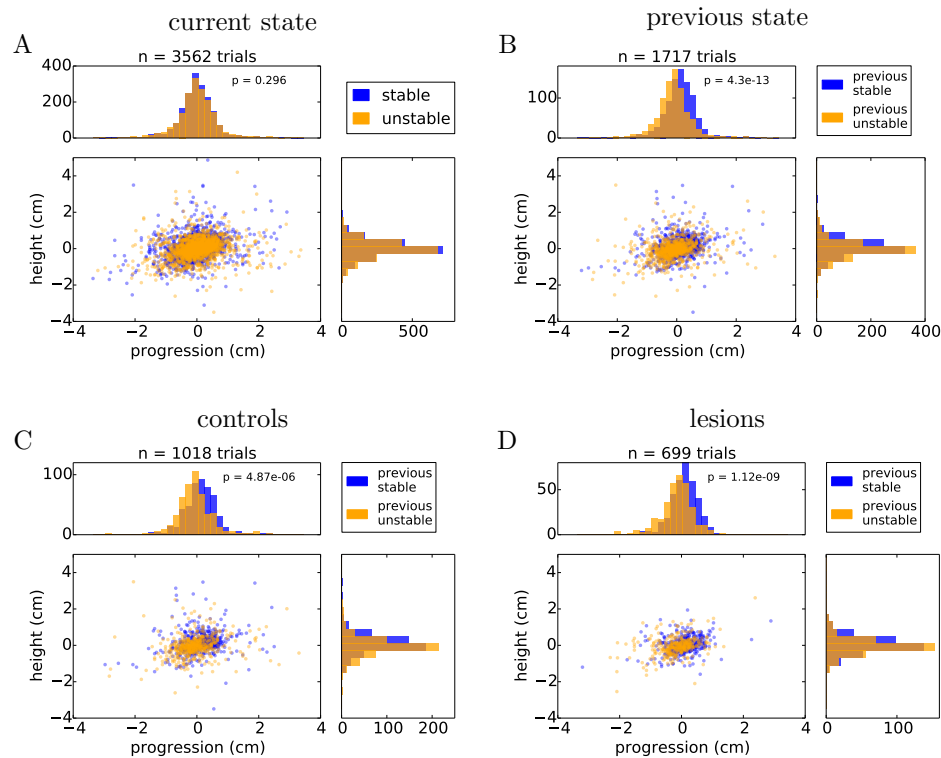 current state
A
n = 3562 trials
400
200
0
p = 0.296
stable
unstable
height (cm)
4
2
0
−2
−4
−4 −2 0 2 4
progression (cm)
0 500
previous state
B
n = 1717 trials
100
0
p = 4.3e-13
previous
stable
previous
unstable
height (cm)
4
2
0
−2
−4
−4 −2 0 2 4
progression (cm)
0 200 400
controls
C
n = 1018 trials
100
0
p = 4.87e-06
previous
stable
previous
unstable
height (cm)
4
2
0
−2
−4
−4 −2 0 2 4
progression (cm)
0 100 200
lesions
D
n = 699 trials
50
0
p = 1.12e-09
previous
stable
previous
unstable
height (cm)
4
2
0
−2
−4
−4 −2 0 2 4
progression (cm)
0 100